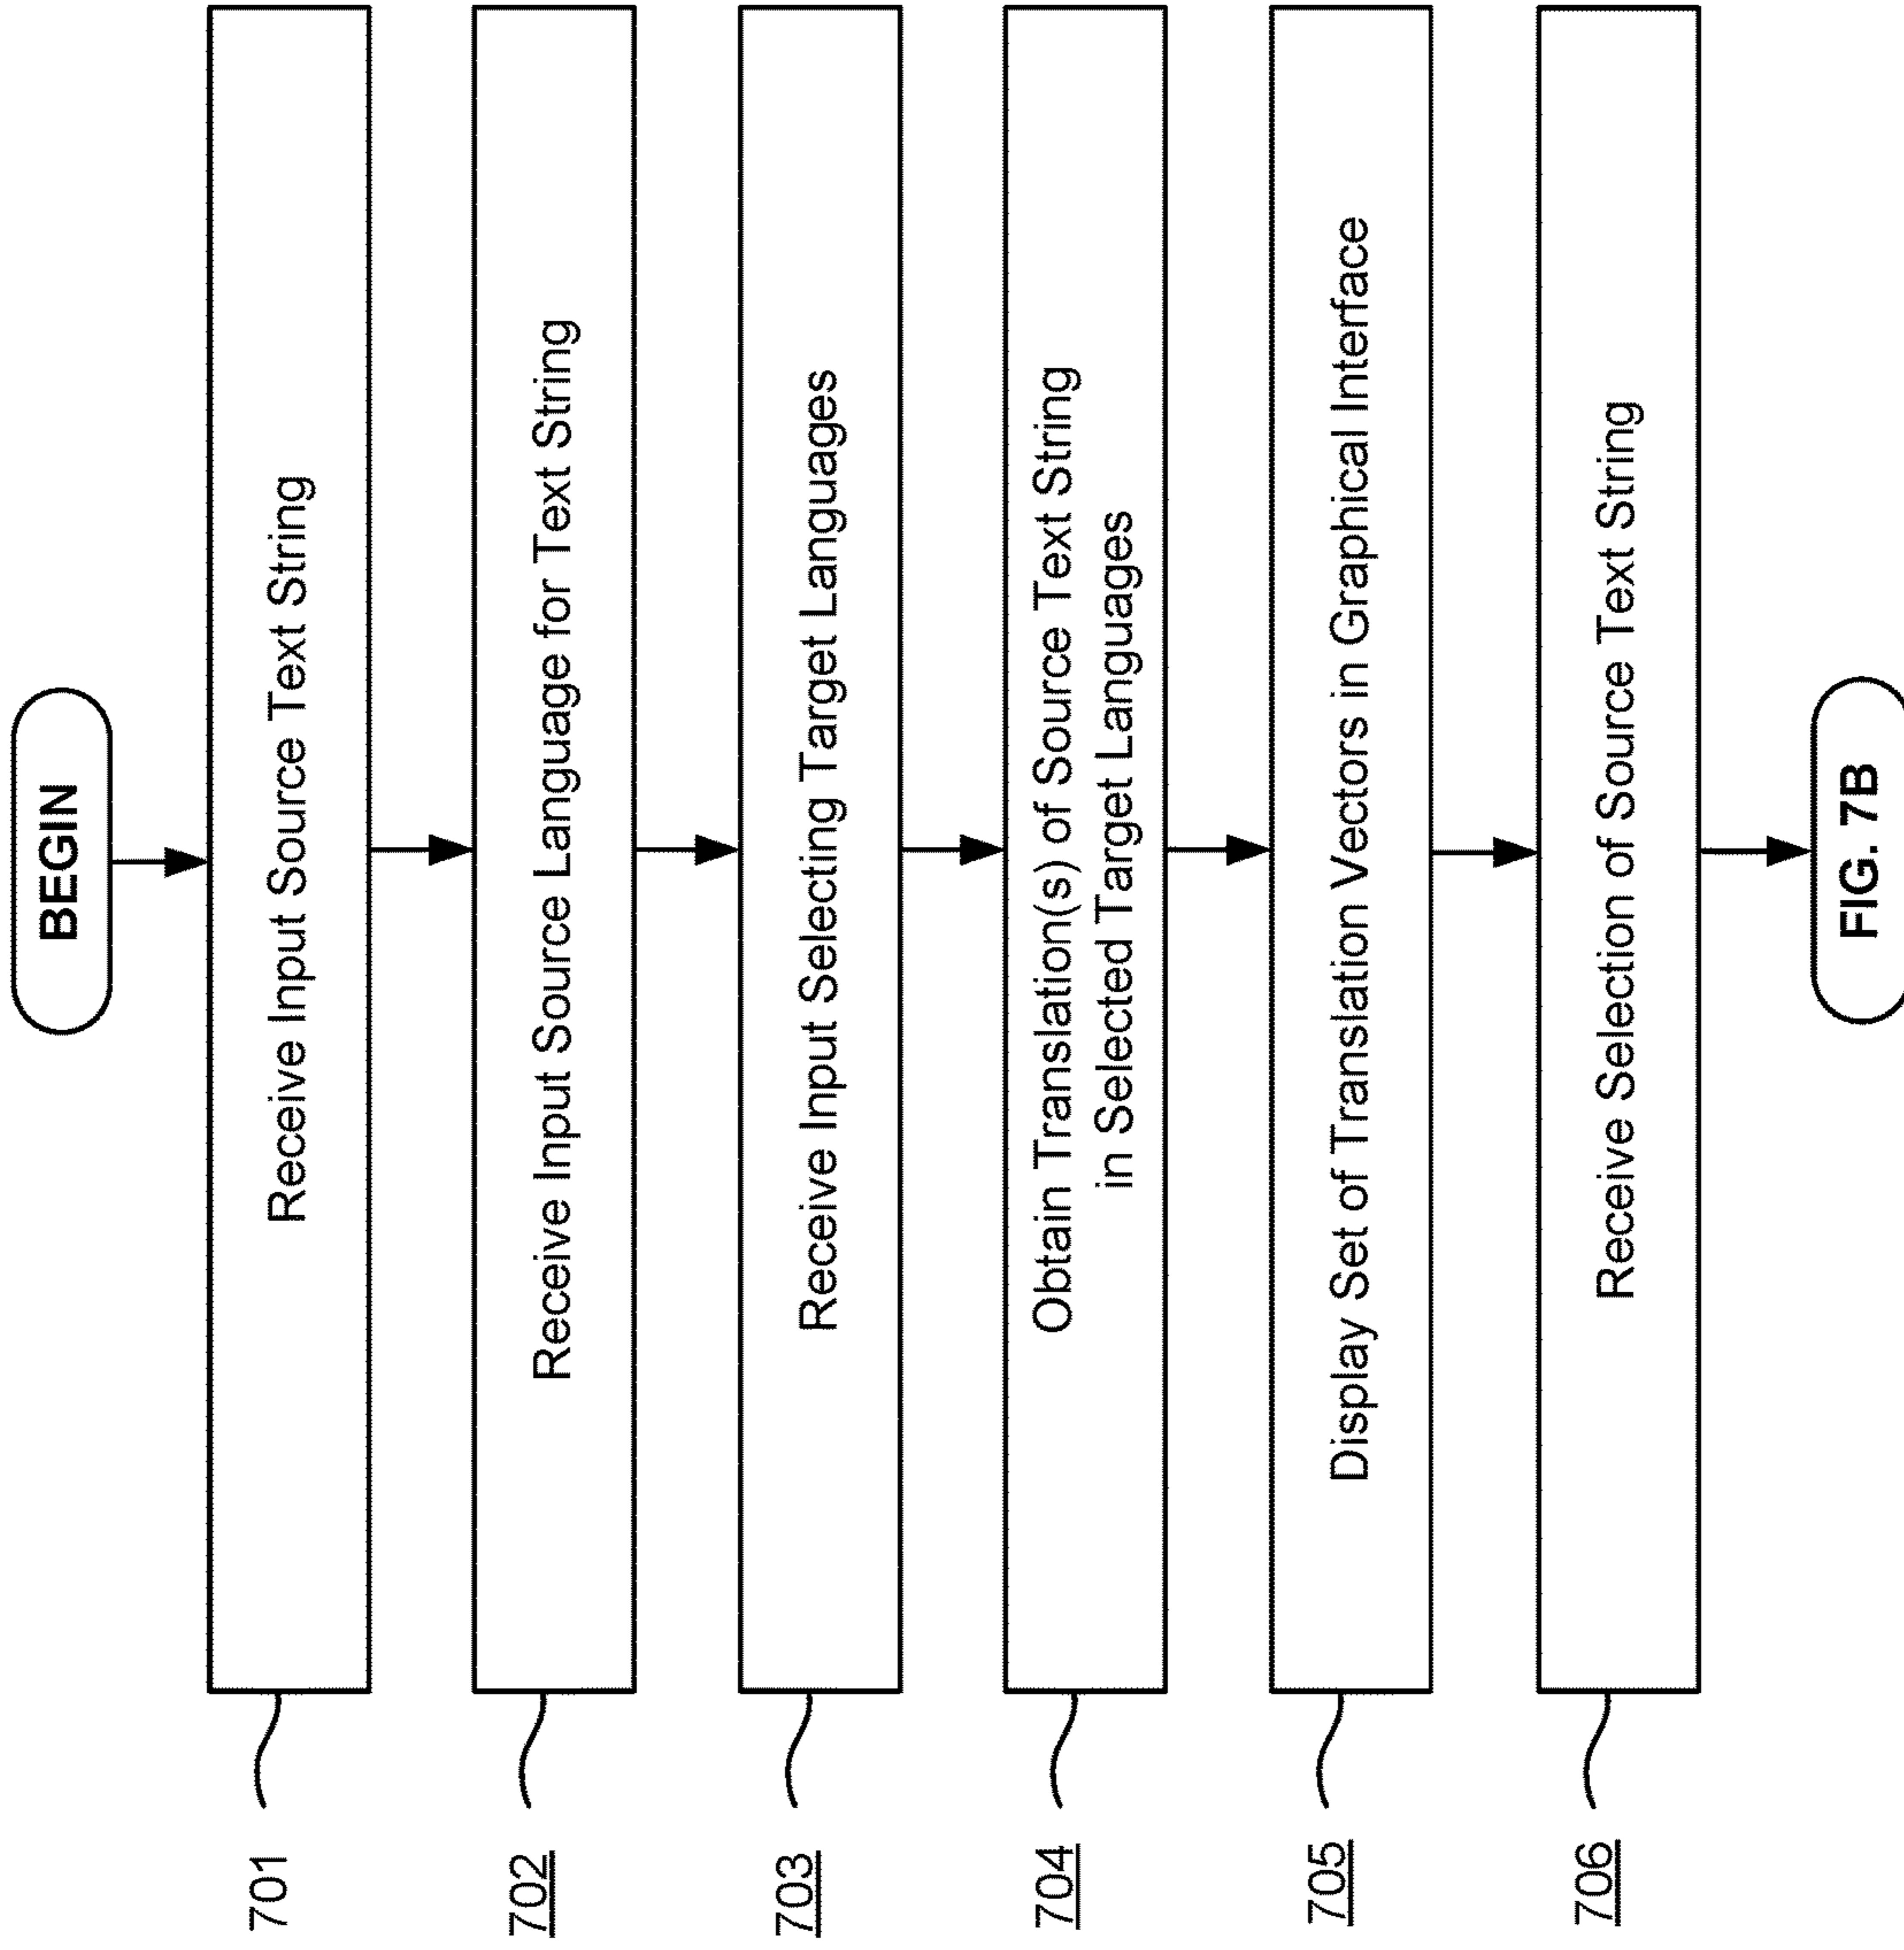 BEGIN
701
Receive Input Source Text String
702
Receive Input Source Language for Text String
703
Receive Input Selecting Target Languages
704
Obtain Translation(s) of Source Text String
in Selected Target Languages
705
Display Set of Translation Vectors in Graphical Interface
706
Receive Selection of Source Text String
FIG. 7B